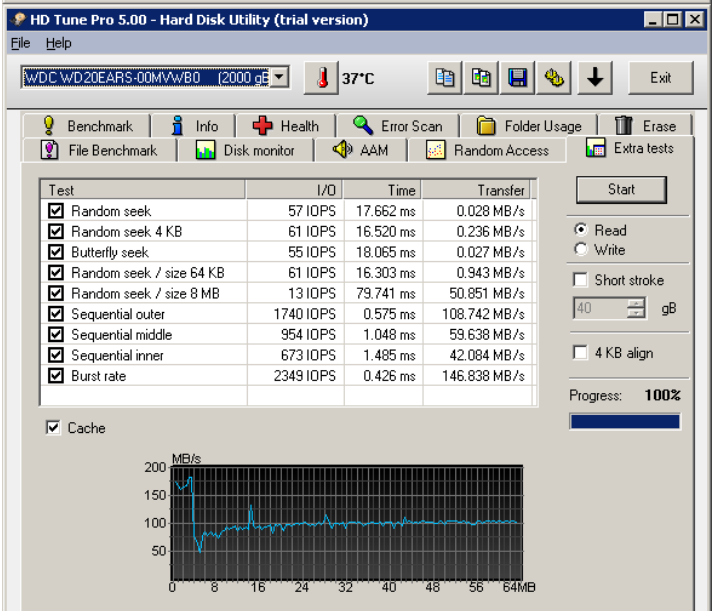 HD Tune Pro 5.00 - Hard Disk Utility (trial version)
File Help
WDC WD20EARS-00MVWB0 (2000 gB
37°C
Exit
Benchmark Info Health Error Scan Folder Usage Erase
File Benchmark Disk monitor AAM Random Access Extra tests
Test I/O Time Transfer
Random seek 57 IOPS 17.662 ms 0.028 MB/s
Random seek 4 KB 61 IOPS 16.520 ms 0.236 MB/s
Butterfly seek 55 IOPS 18.065 ms 0.027 MB/s
Random seek / size 64 KB 61 IOPS 16.303 ms 0.943 MB/s
Random seek / size 8 MB 13 IOPS 79.741 ms 50.851 MB/s
Sequential outer 1740 IOPS 0.575 ms 108.742 MB/s
Sequential middle 954 IOPS 1.048 ms 59.638 MB/s
Sequential inner 673 IOPS 1.485 ms 42.084 MB/s
Burst rate 2349 IOPS 0.426 ms 146.838 MB/s
Start
Read
Write
Short stroke
40 gB
4 KB align
Progress: 100%
Cache
MB/s
200
150
100
50
0 8 16 24 32 40 48 56 64MB